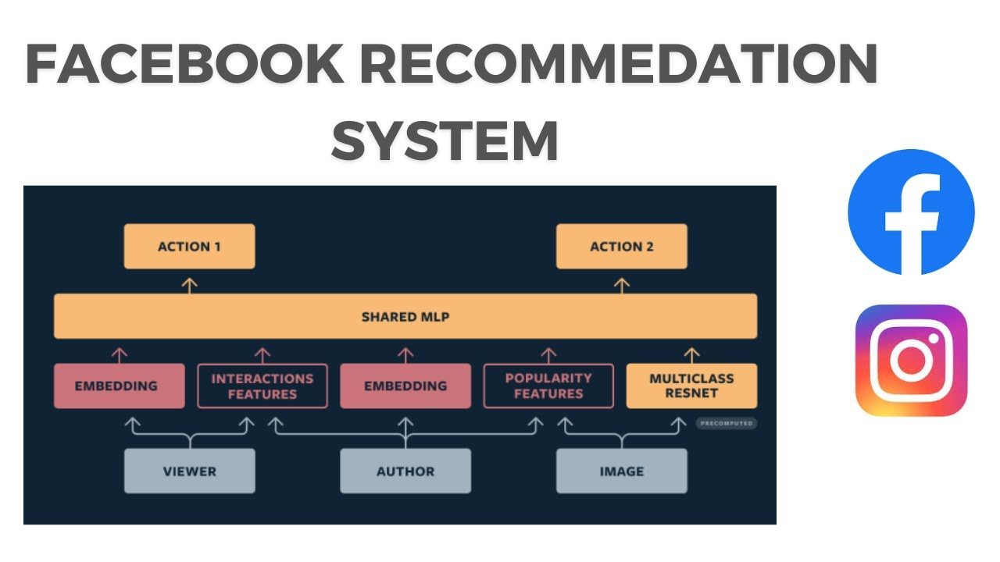 FACEBOOK RECOMMEDATION
SYSTEM
ACTION 1
ACTION 2
SHARED MLP
EMBEDDING
INTERACTIONS
FEATURES
EMBEDDING
POPULARITY
FEATURES
MULTICLASS
RESNET
PRECOMPUTED
VIEWER
AUTHOR
IMAGE